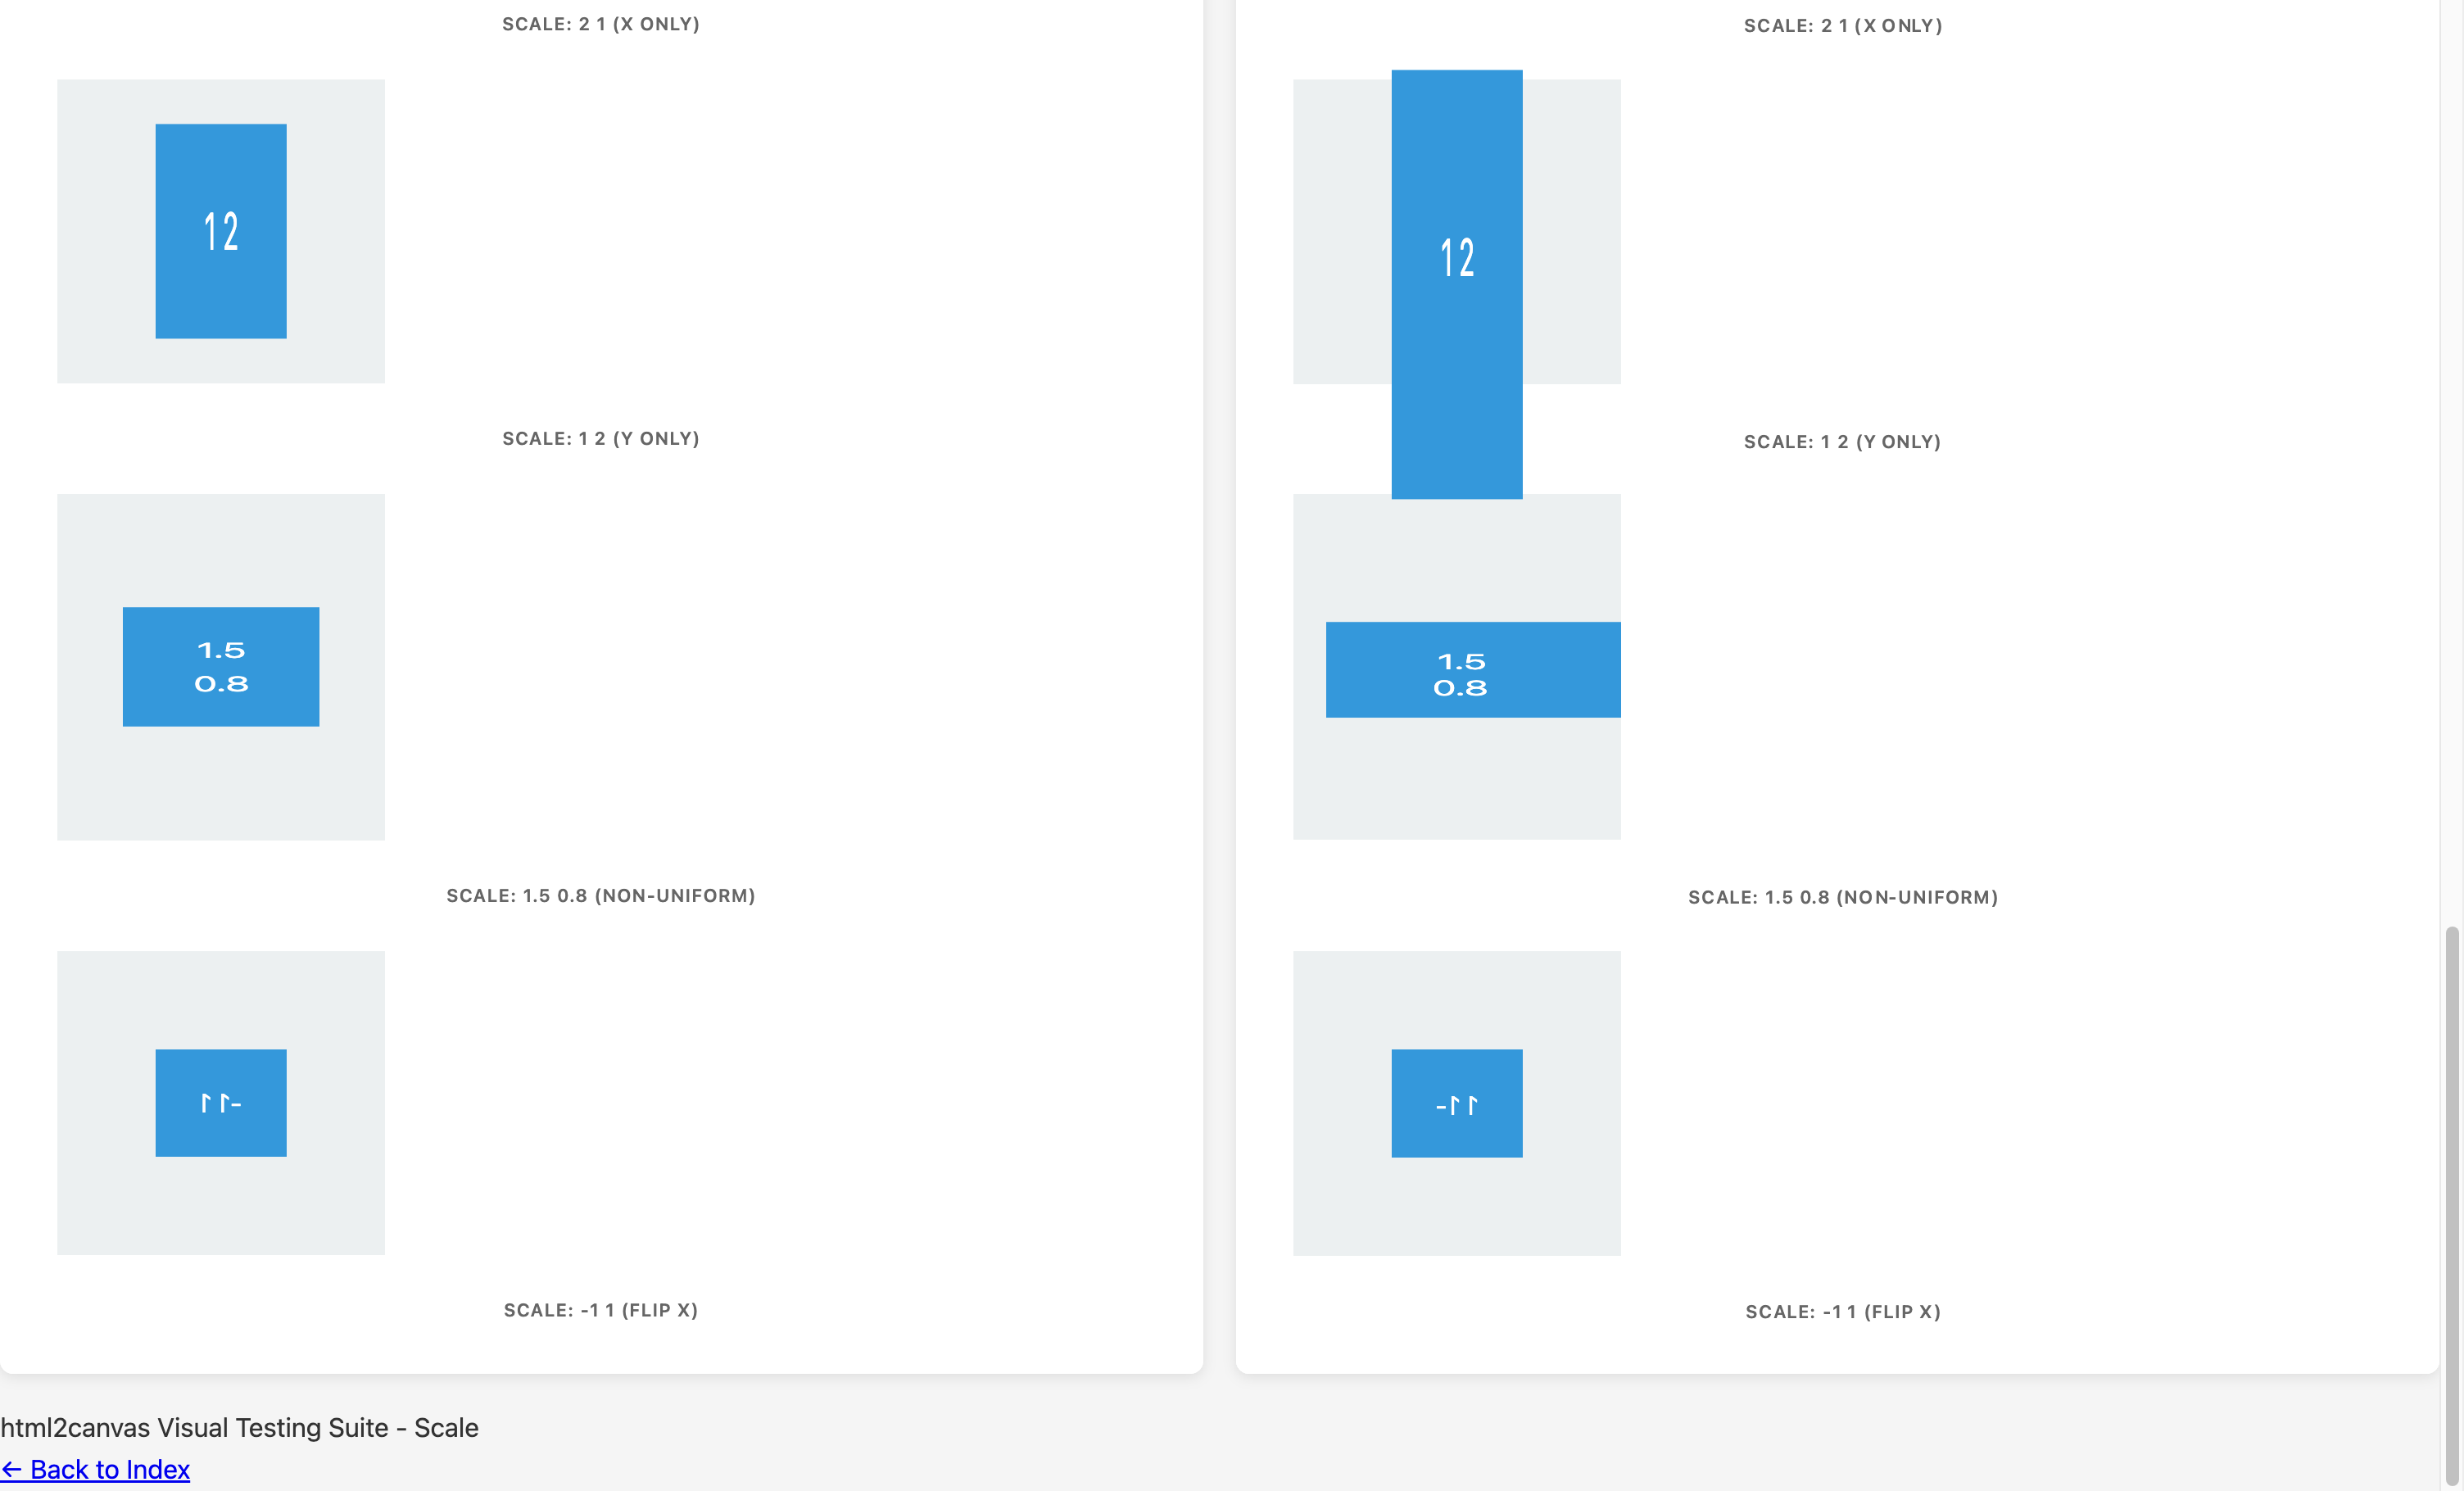 SCALE: 2 1 (X ONLY)
12
SCALE: 1 2 (Y ONLY)
1.5
0.8
SCALE: 1.5 0.8 (NON-UNIFORM)
-1 1
SCALE: -1 1 (FLIP X)
SCALE: 2 1 (X ONLY)
12
SCALE: 1 2 (Y ONLY)
1.5
0.8
SCALE: 1.5 0.8 (NON-UNIFORM)
-1 1
SCALE: -1 1 (FLIP X)
html2canvas Visual Testing Suite - Scale
← Back to Index